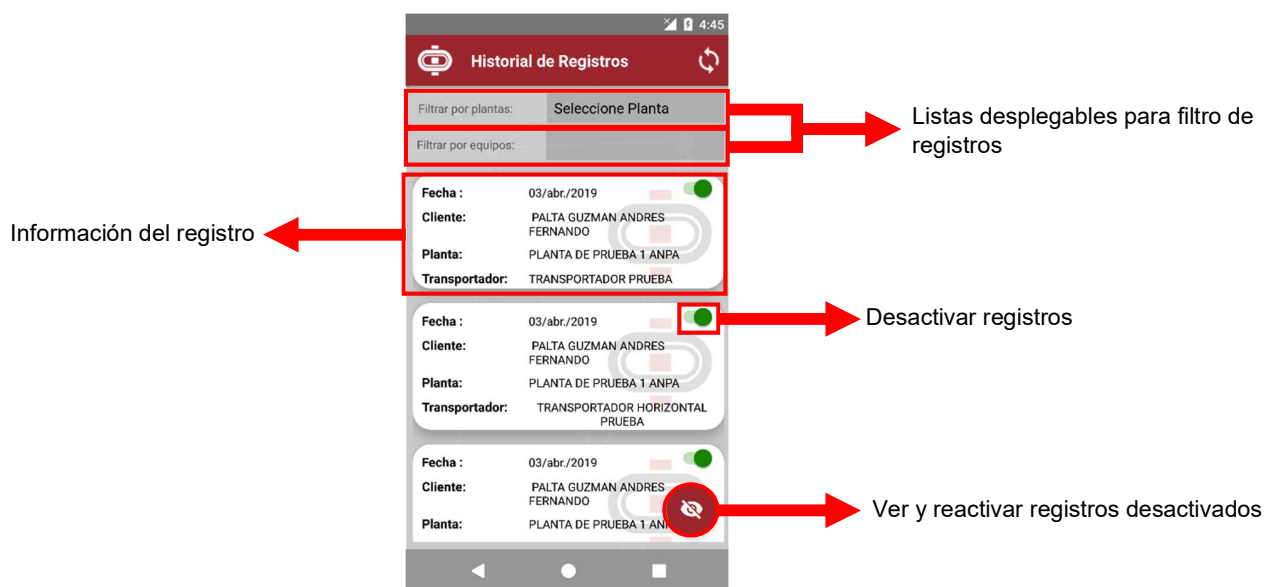 4:45
Historial de Registros
Filtrar por plantas:
Seleccione Planta
Filtrar por equipos:
Listas desplegables para filtro de
registros
Información del registro
Fecha :
03/abr./2019
Cliente:
PALTA GUZMAN ANDRES
FERNANDO
Planta:
PLANTA DE PRUEBA 1 ANPA
Transportador:
TRANSPORTADOR PRUEBA
Fecha :
03/abr./2019
Desactivar registros
Cliente:
PALTA GUZMAN ANDRES
FERNANDO
Planta:
PLANTA DE PRUEBA 1 ANPA
Transportador:
TRANSPORTADOR HORIZONTAL
PRUEBA
Fecha :
03/abr./2019
Cliente:
PALTA GUZMAN ANDRES
FERNANDO
Ver y reactivar registros desactivados
Planta:
PLANTA DE PRUEBA 1